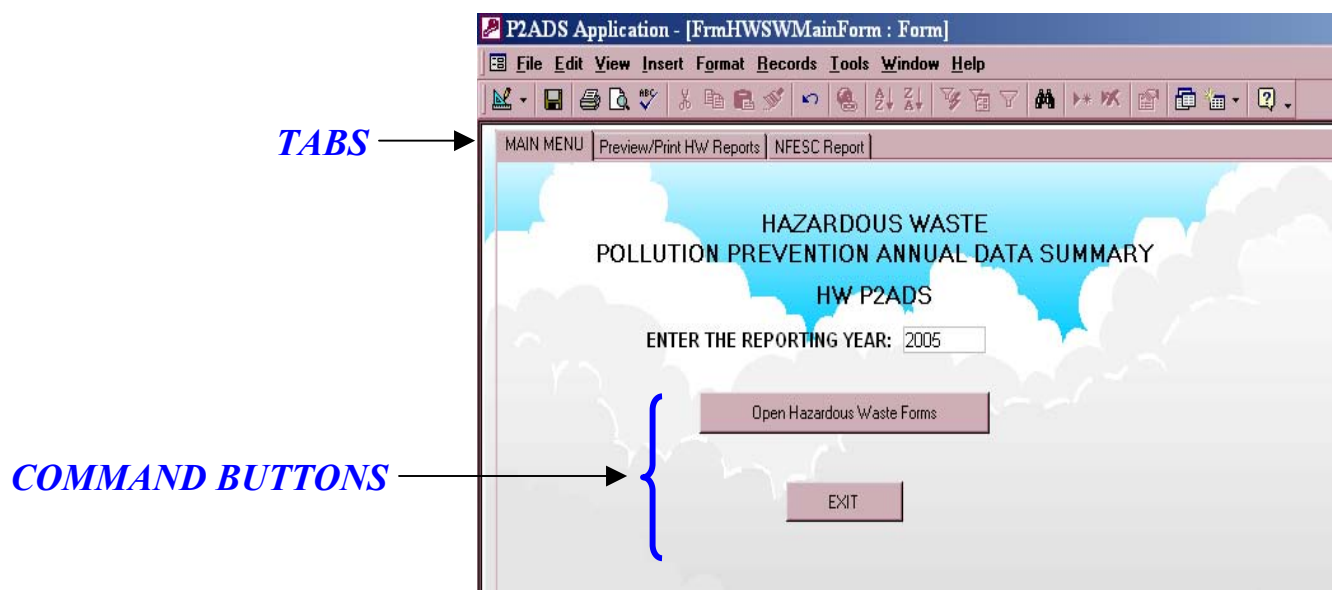 P2ADS Application - [FrmHWSWMainForm : Form]
File Edit View Insert Format Records Tools Window Help
ABC
TABS
MAIN MENU Preview/Print HW Reports NFESC Report
HAZARDOUS WASTE
POLLUTION PREVENTION ANNUAL DATA SUMMARY
HW P2ADS
ENTER THE REPORTING YEAR: 2005
Open Hazardous Waste Forms
COMMAND BUTTONS
EXIT